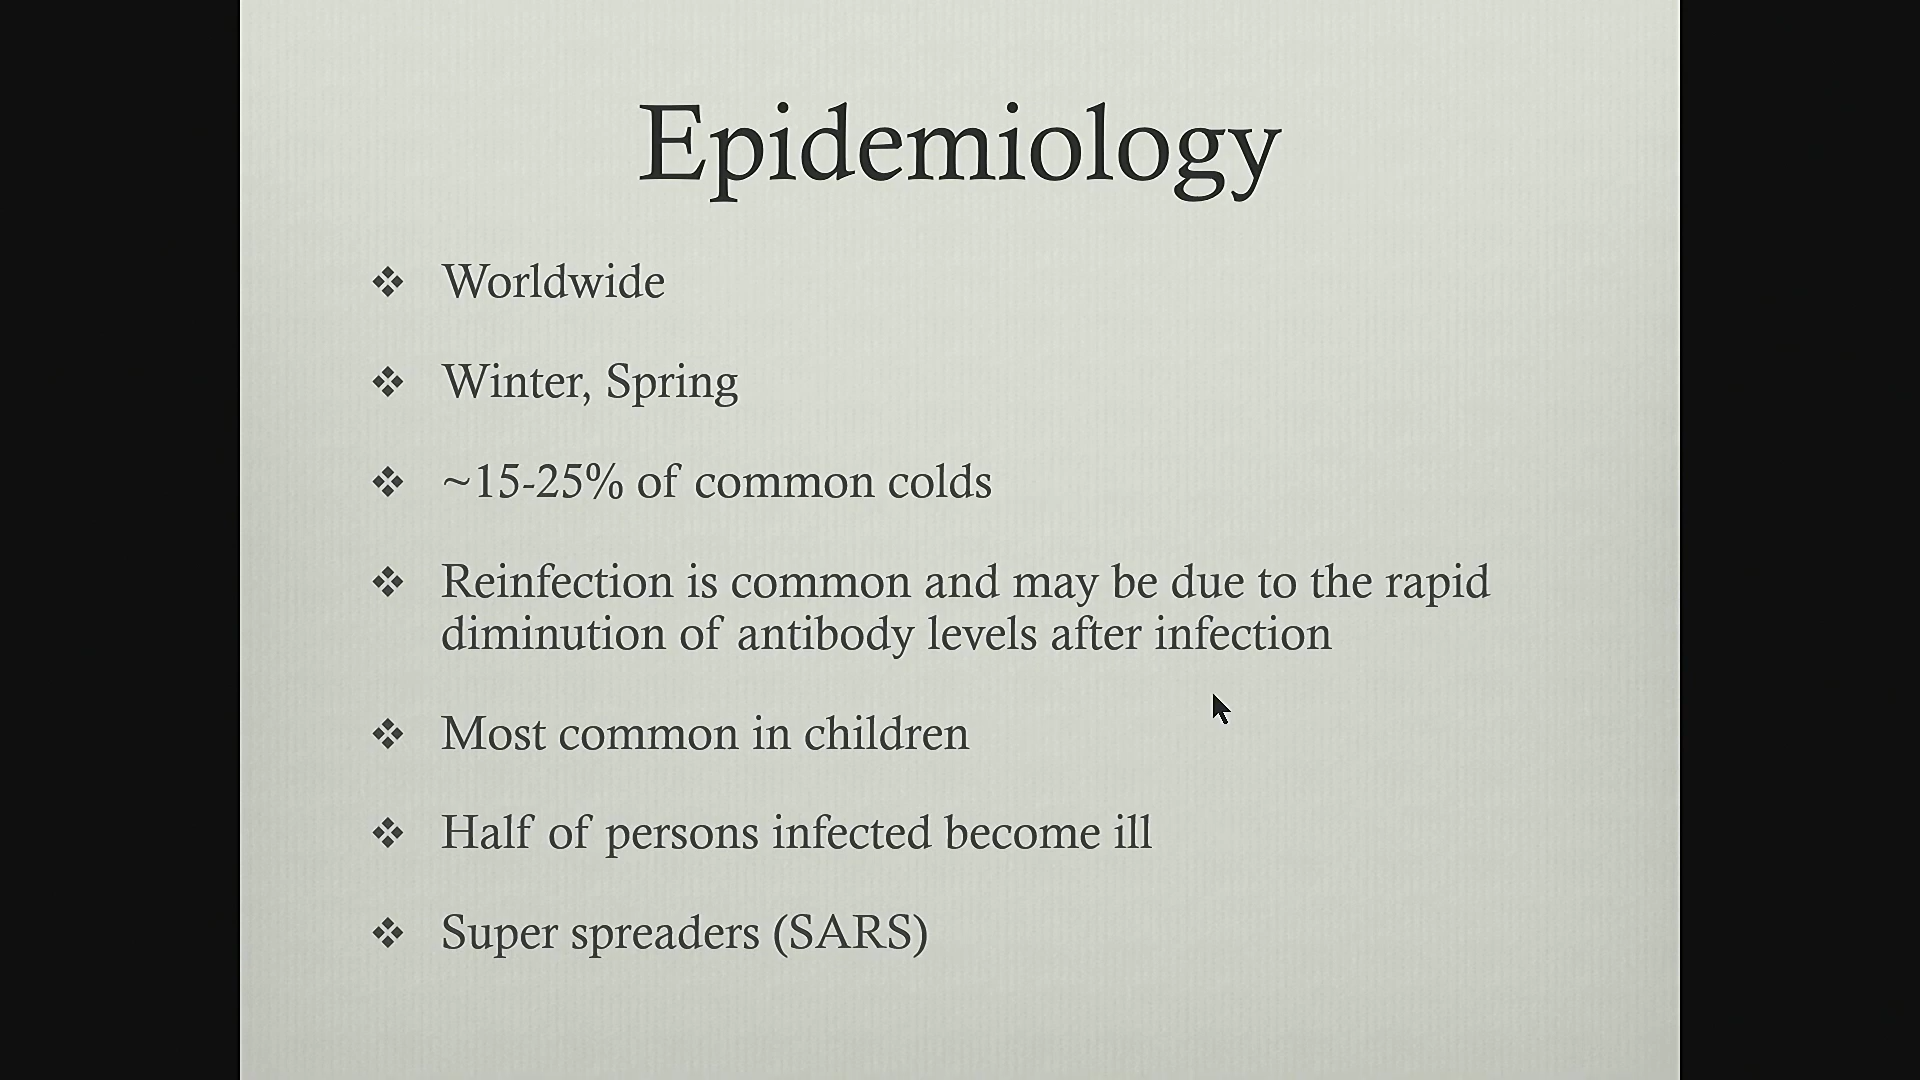 Epidemiology
❖ Worldwide
❖ Winter, Spring
❖ ~15-25% of common colds
❖ Reinfection is common and may be due to the rapid
diminution of antibody levels after infection
❖ Most common in children
❖ Half of persons infected become ill
❖ Super spreaders (SARS)